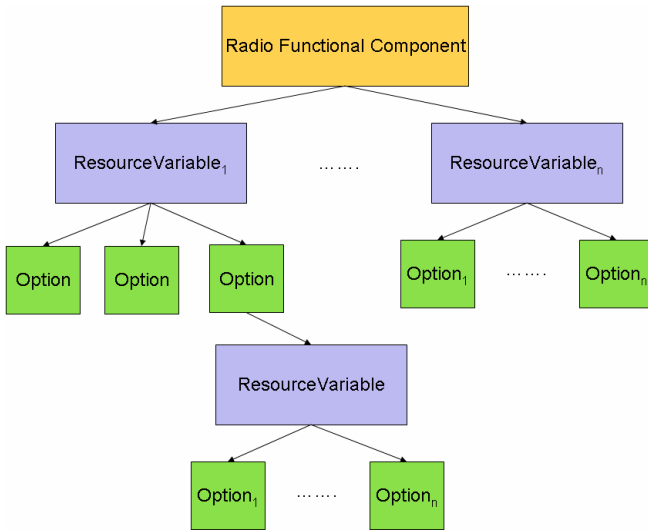 Radio Functional Component
ResourceVariable₁
.......
ResourceVariableₙ
Option
Option
Option
Option₁
.......
Optionₙ
ResourceVariable
Option₁
.......
Optionₙ